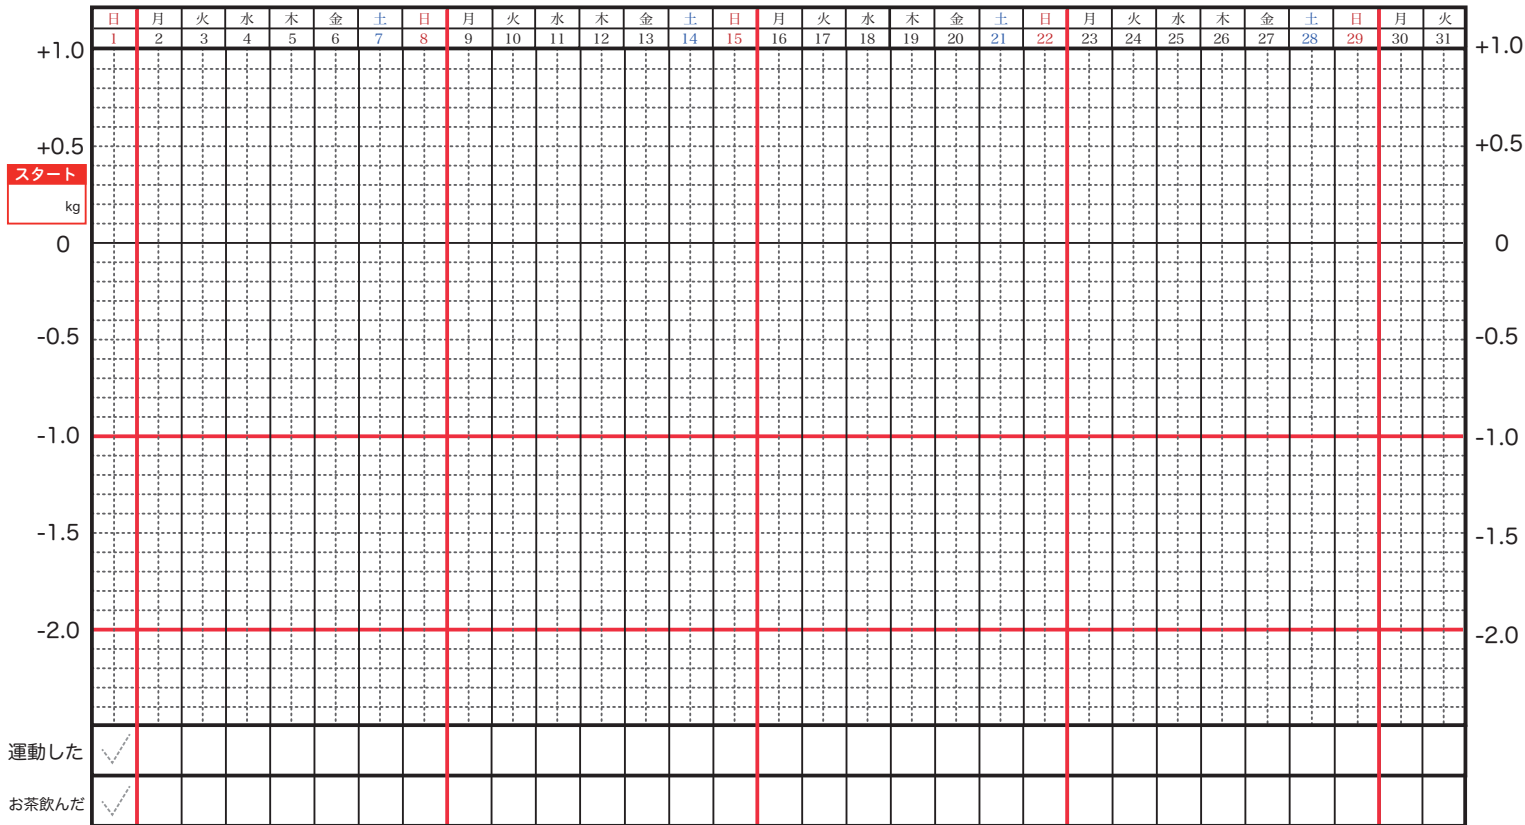 日 月 火 水 木 金 土 日 月 火 水 木 金 土 日 月 火 水 木 金 土 日 月 火 水 木 金 土 日 月 火
1 2 3 4 5 6 7 8 9 10 11 12 13 14 15 16 17 18 19 20 21 22 23 24 25 26 27 28 29 30 31
+1.0 +1.0
+0.5 +0.5
スタート
kg
0 0
-0.5 -0.5
-1.0 -1.0
-1.5 -1.5
-2.0 -2.0
運動した
お茶飲んだ